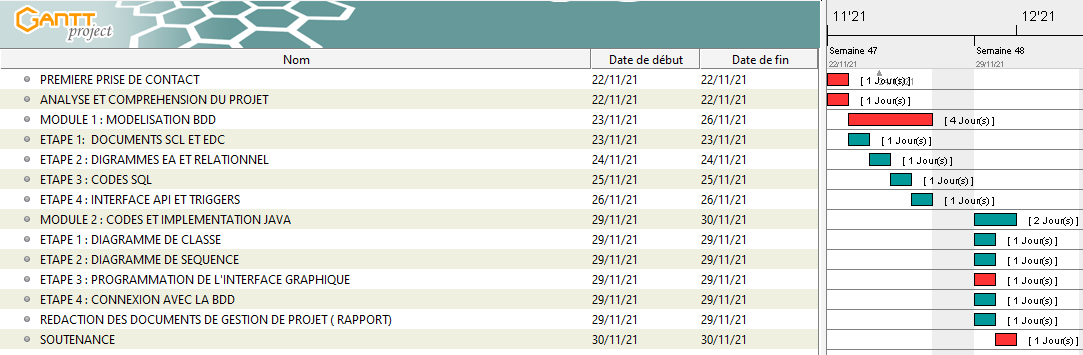 GANTT
project
11'21
12'21
Semaine 47
Semaine 48
22/11/21
29/11/21
Nom
Date de début
Date de fin
PREMIERE PRISE DE CONTACT 22/11/21 22/11/21 [ 1 Jour(s) ]
ANALYSE ET COMPREHENSION DU PROJET 22/11/21 22/11/21 [ 1 Jour(s) ]
MODULE 1 : MODELISATION BDD 23/11/21 26/11/21 [ 4 Jour(s) ]
ETAPE 1: DOCUMENTS SCL ET EDC 23/11/21 23/11/21 [ 1 Jour(s) ]
ETAPE 2 : DIGRAMMES EA ET RELATIONNEL 24/11/21 24/11/21 [ 1 Jour(s) ]
ETAPE 3 : CODES SQL 25/11/21 25/11/21 [ 1 Jour(s) ]
ETAPE 4 : INTERFACE API ET TRIGGERS 26/11/21 26/11/21 [ 1 Jour(s) ]
MODULE 2 : CODES ET IMPLEMENTATION JAVA 29/11/21 30/11/21 [ 2 Jour(s) ]
ETAPE 1 : DIAGRAMME DE CLASSE 29/11/21 29/11/21 [ 1 Jour(s) ]
ETAPE 2 : DIAGRAMME DE SEQUENCE 29/11/21 29/11/21 [ 1 Jour(s) ]
ETAPE 3 : PROGRAMMATION DE L'INTERFACE GRAPHIQUE 29/11/21 29/11/21 [ 1 Jour(s) ]
ETAPE 4 : CONNEXION AVEC LA BDD 29/11/21 29/11/21 [ 1 Jour(s) ]
REDACTION DES DOCUMENTS DE GESTION DE PROJET ( RAPPORT) 29/11/21 29/11/21 [ 1 Jour(s) ]
SOUTENANCE 30/11/21 30/11/21 [ 1 Jour(s) ]